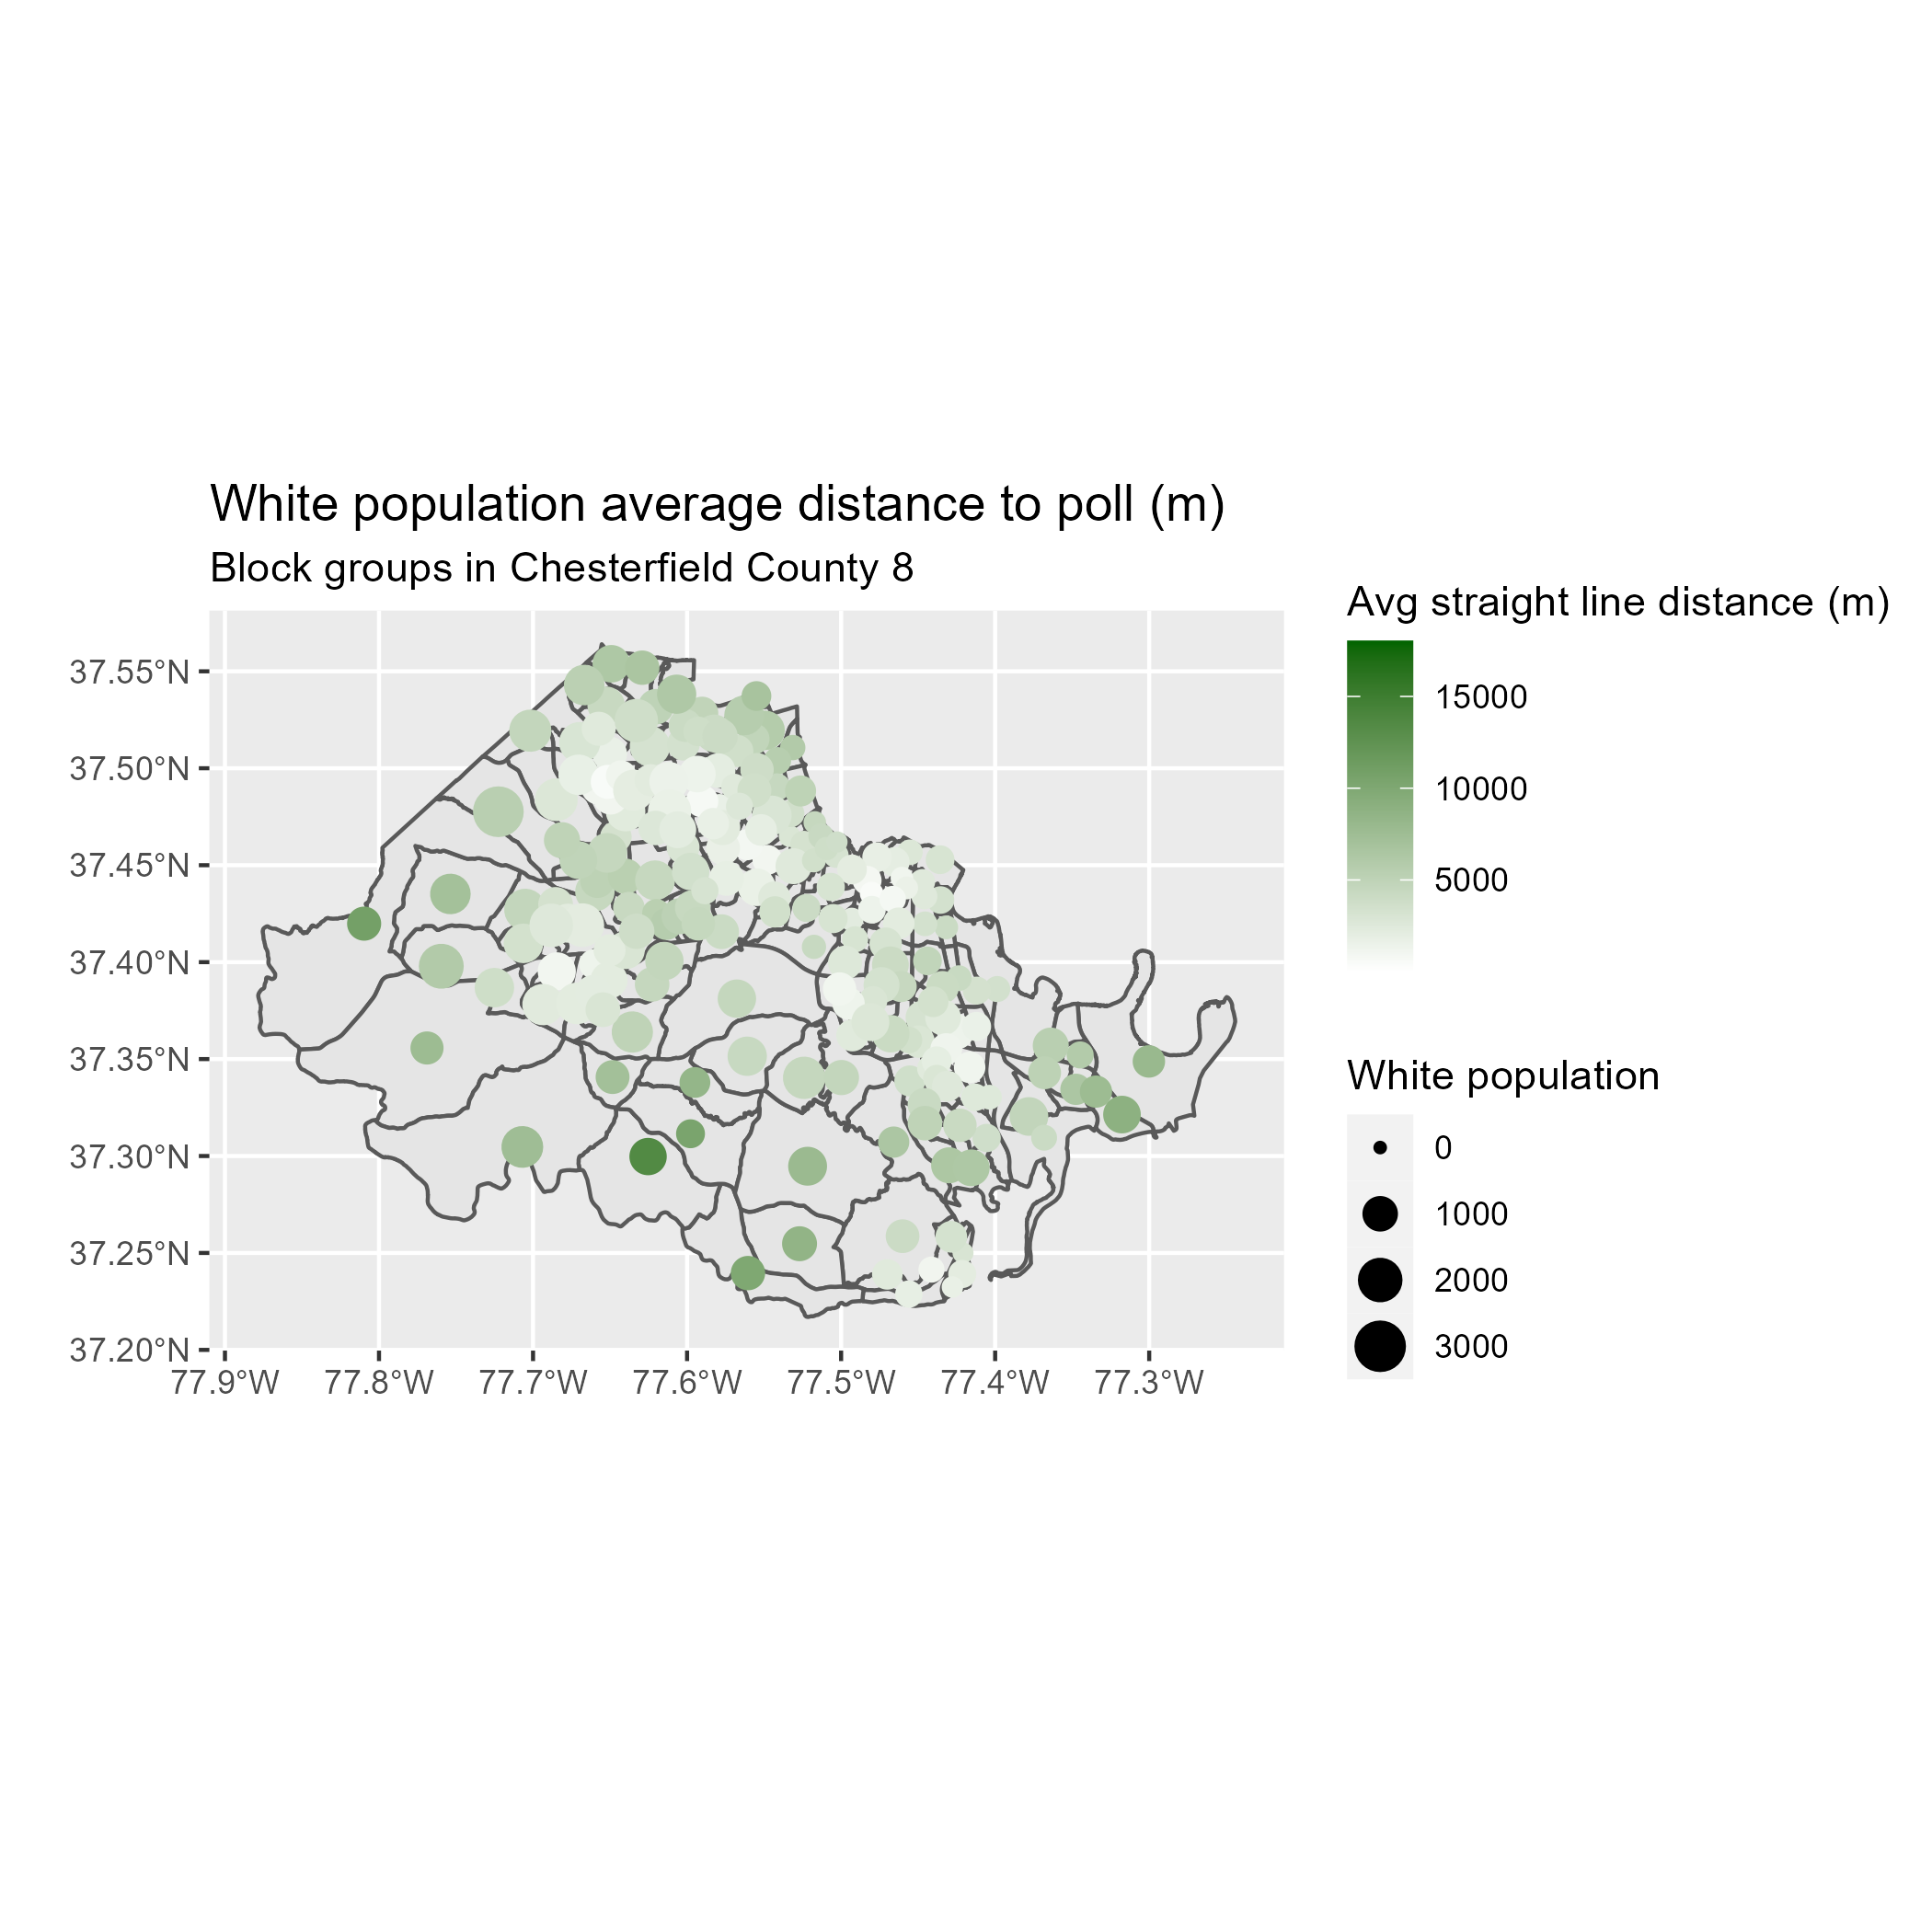 White population average distance to poll (m)
Block groups in Chesterfield County 8
37.55°N
37.50°N
37.45°N
37.40°N
37.35°N
37.30°N
37.25°N
37.20°N
77.9°W 77.8°W 77.7°W 77.6°W 77.5°W 77.4°W 77.3°W
Avg straight line distance (m)
15000
10000
5000
White population
0
1000
2000
3000